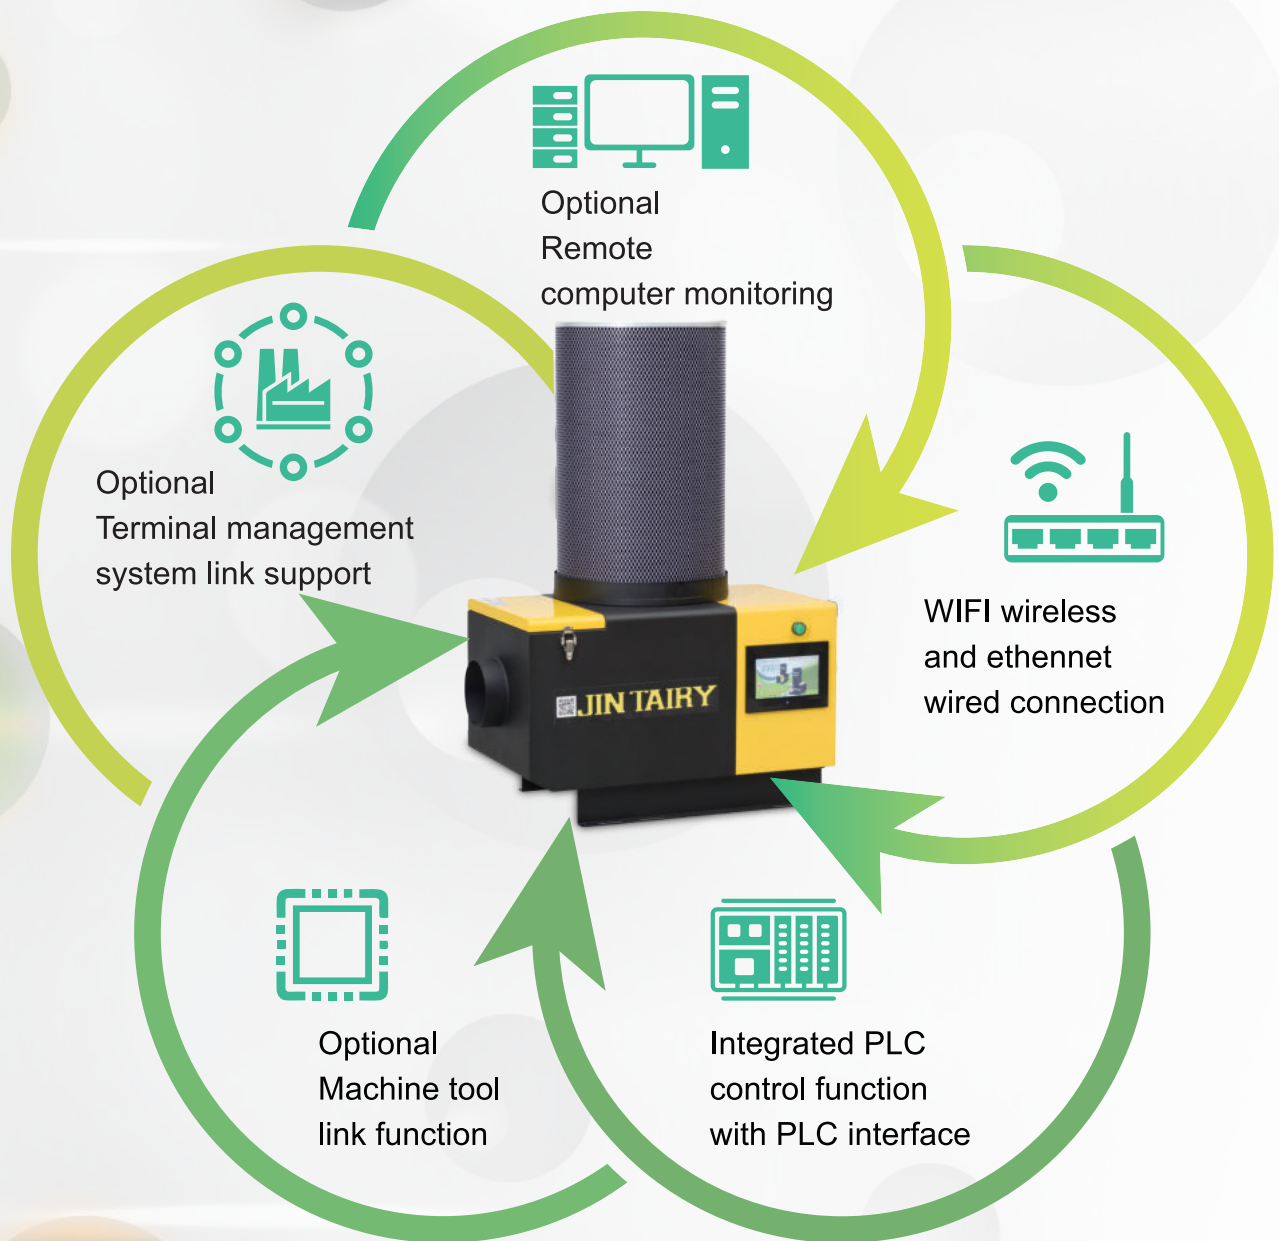 Optional
Remote
computer monitoring
Optional
Terminal management
system link support
WIFI wireless
and ethennet
wired connection
JIN TAIRY
Optional
Machine tool
link function
Integrated PLC
control function
with PLC interface